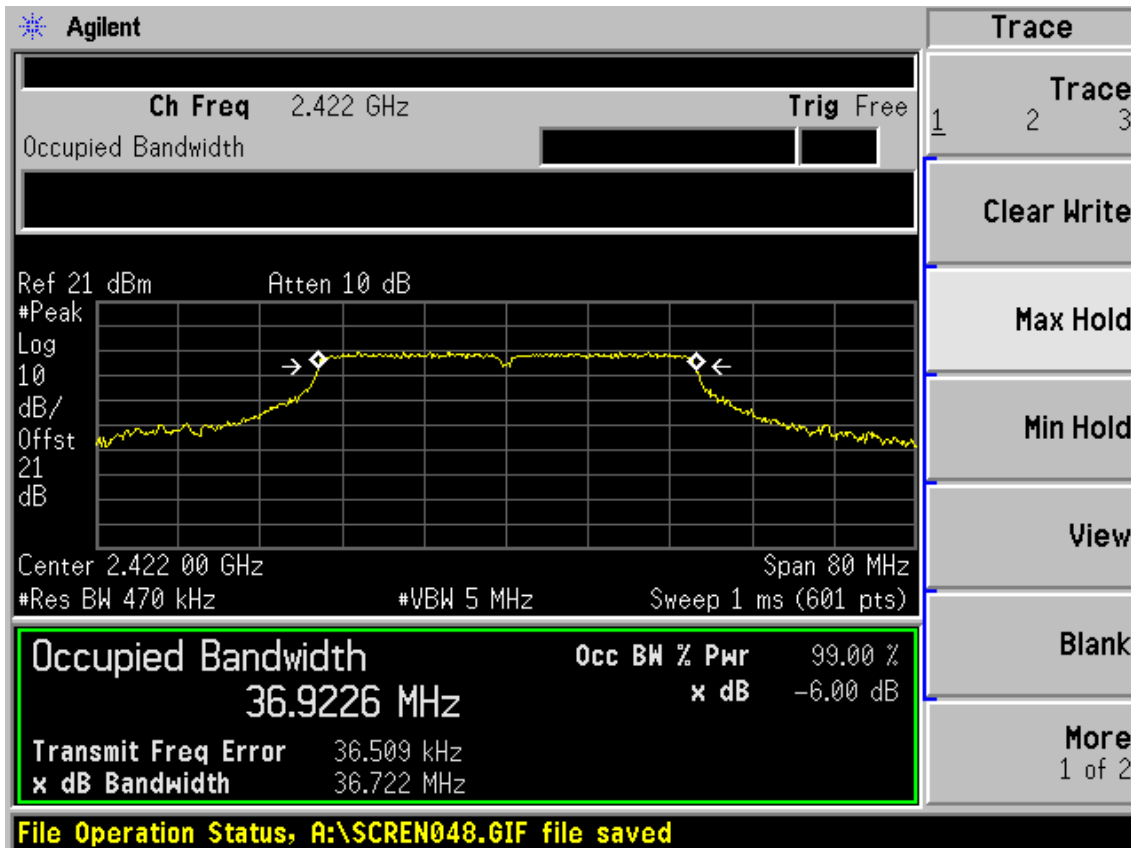 Agilent
Trace
Ch Freq 2.422 GHz Trig Free
Occupied Bandwidth
Trace
1 2 3
Clear Write
Max Hold
Min Hold
View
Blank
More
1 of 2
Ref 21 dBm Atten 10 dB
#Peak
Log
10
dB/
Offst
21
dB
Center 2.422 00 GHz Span 80 MHz
#Res BW 470 kHz #VBW 5 MHz Sweep 1 ms (601 pts)
Occupied Bandwidth
36.9226 MHz
Occ BW % Pwr 99.00 %
x dB -6.00 dB
Transmit Freq Error 36.509 kHz
x dB Bandwidth 36.722 MHz
File Operation Status, A:\SCREN048.GIF file saved